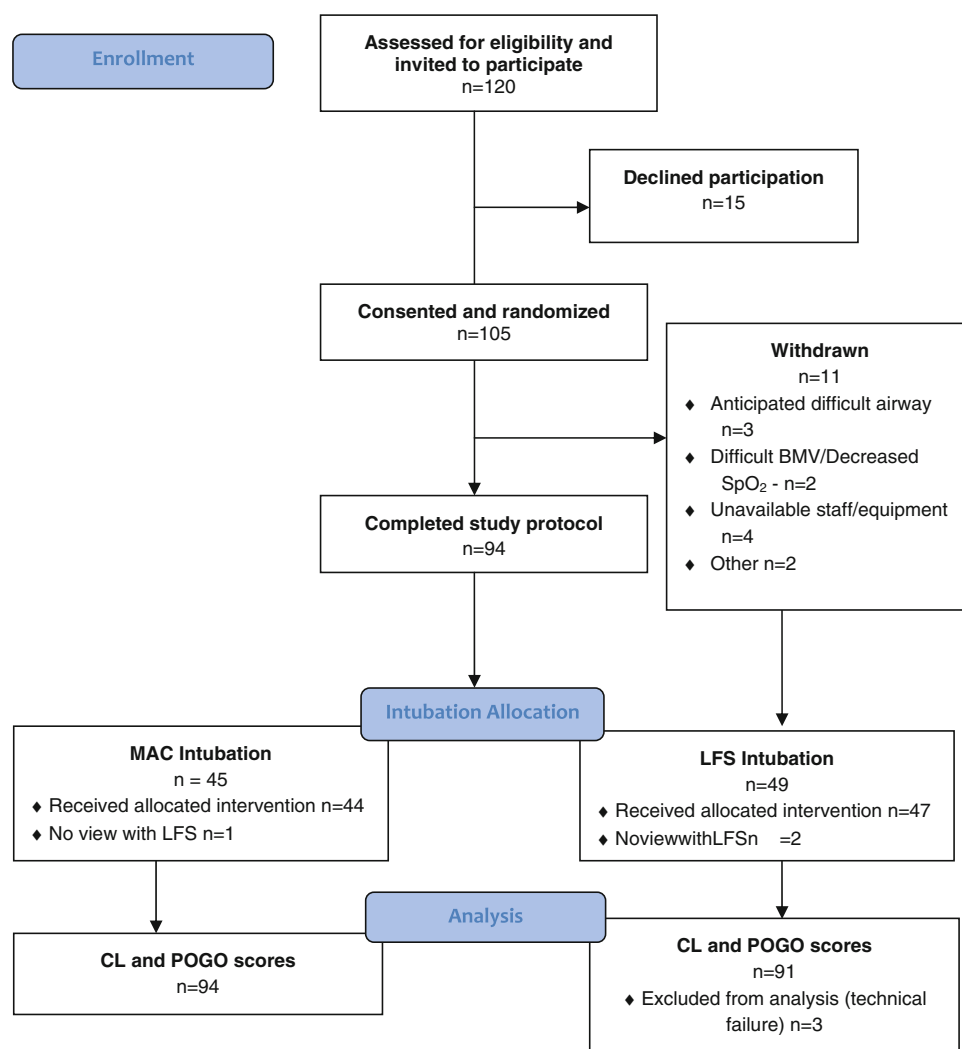 Enrollment
Assessed for eligibility and
invited to participate
n=120
Declined participation
n=15
Consented and randomized
n=105
Withdrawn
n=11
♦ Anticipated difficult airway
n=3
♦ Difficult BMV/Decreased
SpO₂ - n=2
♦ Unavailable staff/equipment
n=4
♦ Other n=2
Completed study protocol
n=94
Intubation Allocation
MAC Intubation
n = 45
♦ Received allocated intervention n=44
♦ No view with LFS n=1
LFS Intubation
n=49
♦ Received allocated intervention n=47
♦ NoviewwithLFSn =2
Analysis
CL and POGO scores
n=94
CL and POGO scores
n=91
♦ Excluded from analysis (technical
failure) n=3